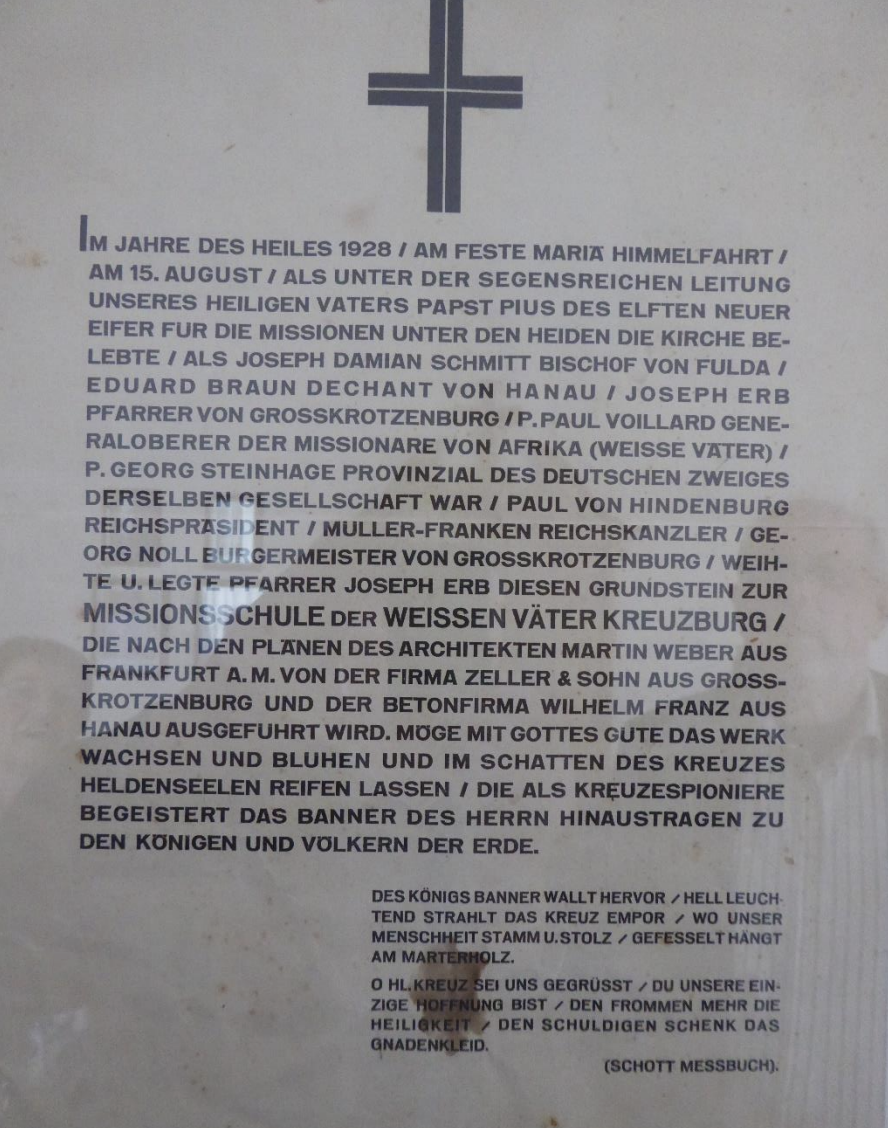 IM JAHRE DES HEILES 1928 / AM FESTE MARIÄ HIMMELFAHRT /
AM 15. AUGUST / ALS UNTER DER SEGENSREICHEN LEITUNG
UNSERES HEILIGEN VATERS PAPST PIUS DES ELFTEN NEUER
EIFER FUR DIE MISSIONEN UNTER DEN HEIDEN DIE KIRCHE BE-
LEBTE / ALS JOSEPH DAMIAN SCHMITT BISCHOF VON FULDA /
EDUARD BRAUN DECHANT VON HANAU / JOSEPH ERB
PFARRER VON GROSSKROTZENBURG / P. PAUL VOILLARD GENE-
RALOBERER DER MISSIONARE VON AFRIKA (WEISSE VÄTER) /
P. GEORG STEINHAGE PROVINZIAL DES DEUTSCHEN ZWEIGES
DERSELBEN GESELLSCHAFT WAR / PAUL VON HINDENBURG
REICHSPRÄSIDENT / MULLER-FRANKEN REICHSKANZLER / GE-
ORG NOLL BURGERMEISTER VON GROSSKROTZENBURG / WEIH-
TE U. LEGTE PFARRER JOSEPH ERB DIESEN GRUNDSTEIN ZUR
MISSIONSSCHULE DER WEISSEN VÄTER KREUZBURG /
DIE NACH DEN PLÄNEN DES ARCHITEKTEN MARTIN WEBER AUS
FRANKFURT A. M. VON DER FIRMA ZELLER & SOHN AUS GROSS-
KROTZENBURG UND DER BETONFIRMA WILHELM FRANZ AUS
HANAU AUSGEFUHRT WIRD. MÖGE MIT GOTTES GUTE DAS WERK
WACHSEN UND BLUHEN UND IM SCHATTEN DES KREUZES
HELDENSEELEN REIFEN LASSEN / DIE ALS KREUZESPIONIERE
BEGEISTERT DAS BANNER DES HERRN HINAUSTRAGEN ZU
DEN KÖNIGEN UND VÖLKERN DER ERDE.
DES KÖNIGS BANNER WALLT HERVOR / HELL LEUCH-
TEND STRAHLT DAS KREUZ EMPOR / WO UNSER
MENSCHHEIT STAMM U. STOLZ / GEFESSELT HÄNGT
AM MARTERHOLZ.
O HL. KREUZ SEI UNS GEGRÜSST / DU UNSERE EIN-
ZIGE HOFFNUNG BIST / DEN FROMMEN MEHR DIE
HEILIGKEIT / DEN SCHULDIGEN SCHENK DAS
GNADENKLEID.
(SCHOTT MESSBUCH).